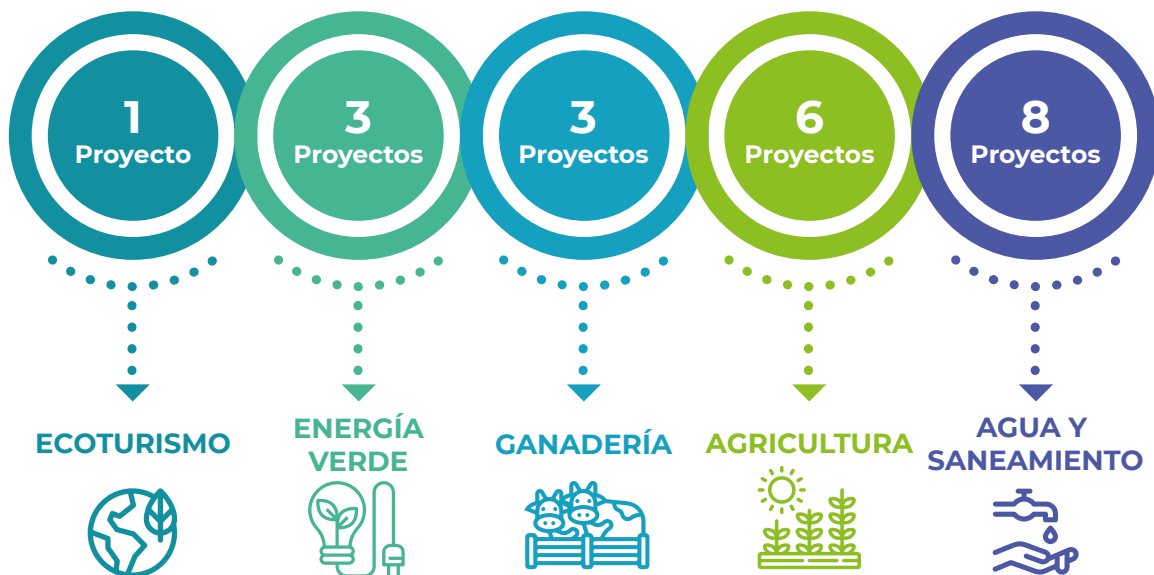 1
Proyecto
3
Proyectos
3
Proyectos
6
Proyectos
8
Proyectos
ECOTURISMO
ENERGÍA
VERDE
GANADERÍA
AGRICULTURA
AGUA Y
SANEAMIENTO